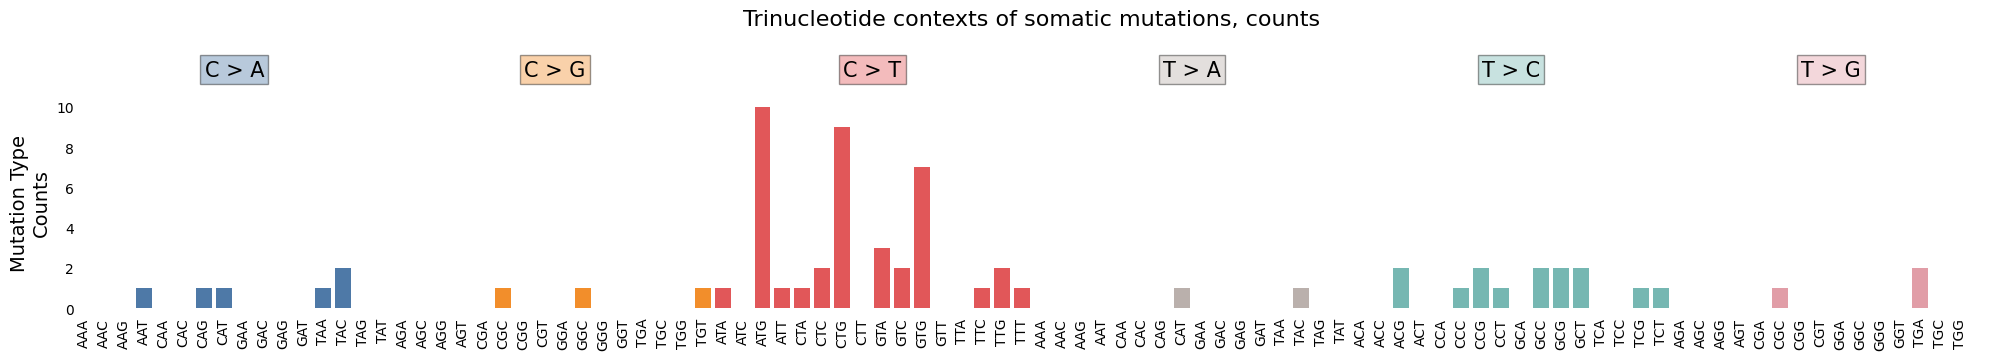 Trinucleotide contexts of somatic mutations, counts
C > A
C > G
C > T
T > A
T > C
T > G
Mutation Type
Counts
10
8
6
4
2
0
AAA
AAC
AAG
AAT
CAA
CAC
CAG
CAT
GAA
GAC
GAG
GAT
TAA
TAC
TAG
TAT
AGA
AGC
AGG
AGT
CGA
CGC
CGG
CGT
GGA
GGC
GGG
GGT
TGA
TGC
TGG
TGT
ATA
ATC
ATG
ATT
CTA
CTC
CTG
CTT
GTA
GTC
GTG
GTT
TTA
TTC
TTG
TTT
AAA
AAC
AAG
AAT
CAA
CAC
CAG
CAT
GAA
GAC
GAG
GAT
TAA
TAC
TAG
TAT
ACA
ACC
ACG
ACT
CCA
CCC
CCG
CCT
GCA
GCC
GCG
GCT
TCA
TCC
TCG
TCT
AGA
AGC
AGG
AGT
CGA
CGC
CGG
CGT
GGA
GGC
GGG
GGT
TGA
TGC
TGG